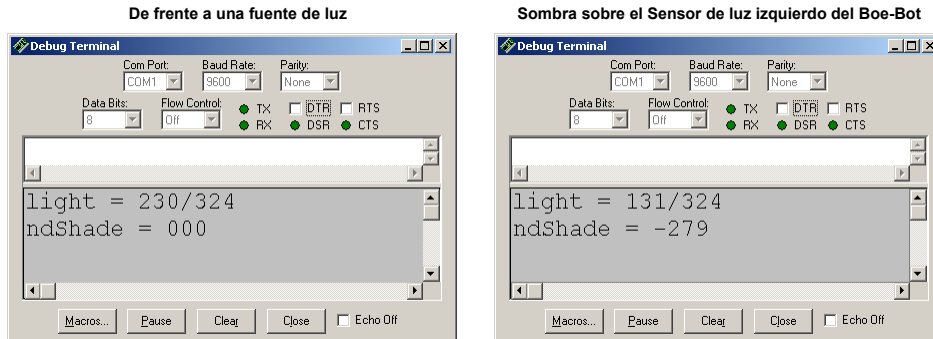 De frente a una fuente de luz
Debug Terminal
Com Port: Baud Rate: Parity:
COM1 9600 None
Data Bits: Flow Control: TX DTR RTS
8 Off RX DSR CTS
light = 230/324
ndShade = 000
Macros... Pause Clear Close Echo Off
Sombra sobre el Sensor de luz izquierdo del Boe-Bot
Debug Terminal
Com Port: Baud Rate: Parity:
COM1 9600 None
Data Bits: Flow Control: TX DTR RTS
8 Off RX DSR CTS
light = 131/324
ndShade = -279
Macros... Pause Clear Close Echo Off